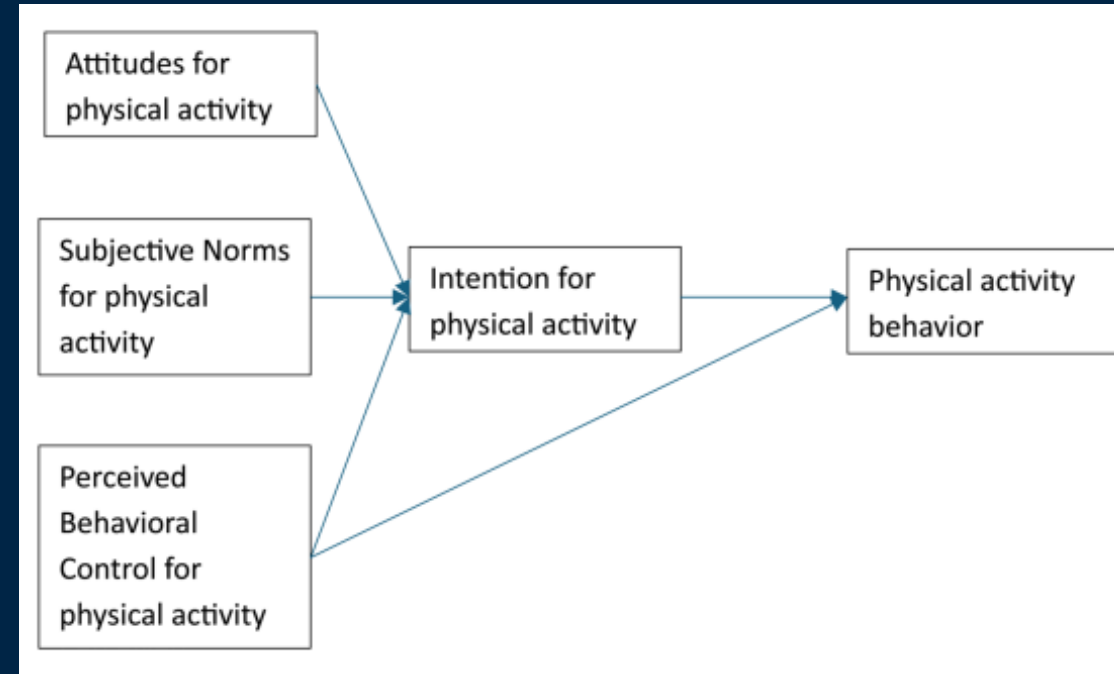 Attitudes for
physical activity
Subjective Norms
for physical
activity
Perceived
Behavioral
Control for
physical activity
Intention for
physical activity
Physical activity
behavior